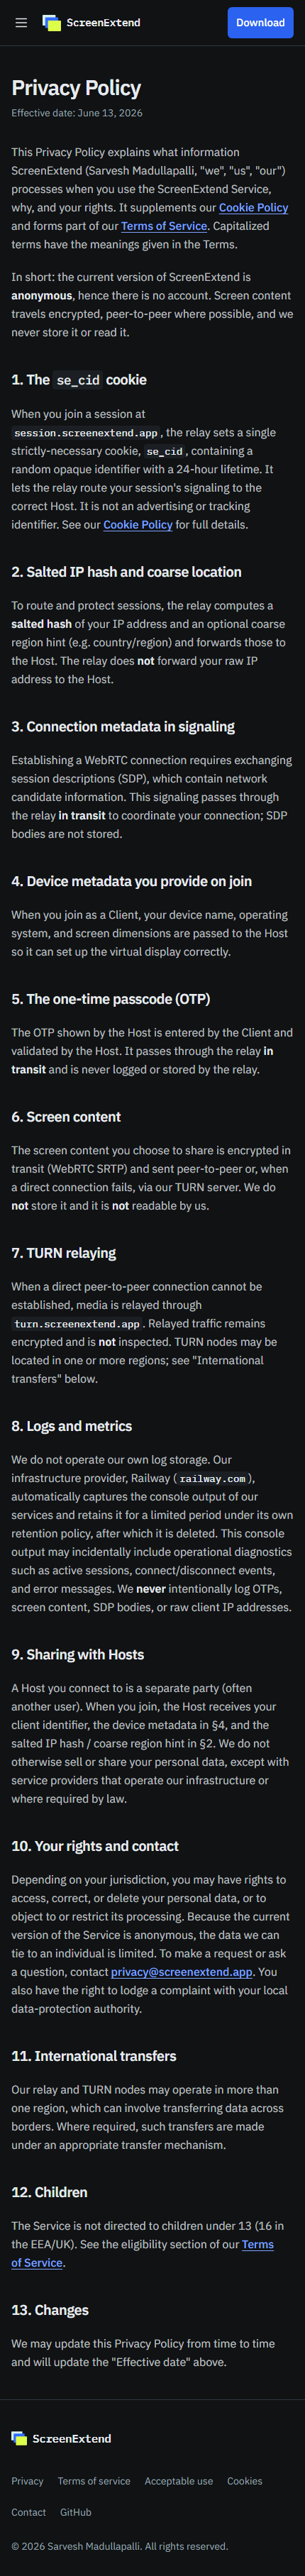 ScreenExtend
Download
Privacy Policy
Effective date: June 13, 2026
This Privacy Policy explains what information
ScreenExtend (Sarvesh Madullapalli, "we", "us", "our")
processes when you use the ScreenExtend Service,
why, and your rights. It supplements our Cookie Policy
and forms part of our Terms of Service. Capitalized
terms have the meanings given in the Terms.
In short: the current version of ScreenExtend is
anonymous, hence there is no account. Screen content
travels encrypted, peer-to-peer where possible, and we
never store it or read it.
1. The se_cid cookie
When you join a session at
session.screenextend.app, the relay sets a single
strictly-necessary cookie, se_cid, containing a
random opaque identifier with a 24-hour lifetime. It
lets the relay route your session's signaling to the
correct Host. It is not an advertising or tracking
identifier. See our Cookie Policy for full details.
2. Salted IP hash and coarse location
To route and protect sessions, the relay computes a
salted hash of your IP address and an optional coarse
region hint (e.g. country/region) and forwards those to
the Host. The relay does not forward your raw IP
address to the Host.
3. Connection metadata in signaling
Establishing a WebRTC connection requires exchanging
session descriptions (SDP), which contain network
candidate information. This signaling passes through
the relay in transit to coordinate your connection; SDP
bodies are not stored.
4. Device metadata you provide on join
When you join as a Client, your device name, operating
system, and screen dimensions are passed to the Host
so it can set up the virtual display correctly.
5. The one-time passcode (OTP)
The OTP shown by the Host is entered by the Client and
validated by the Host. It passes through the relay in
transit and is never logged or stored by the relay.
6. Screen content
The screen content you choose to share is encrypted in
transit (WebRTC SRTP) and sent peer-to-peer or, when
a direct connection fails, via our TURN server. We do
not store it and it is not readable by us.
7. TURN relaying
When a direct peer-to-peer connection cannot be
established, media is relayed through
turn.screenextend.app. Relayed traffic remains
encrypted and is not inspected. TURN nodes may be
located in one or more regions; see "International
transfers" below.
8. Logs and metrics
We do not operate our own log storage. Our
infrastructure provider, Railway (railway.com),
automatically captures the console output of our
services and retains it for a limited period under its own
retention policy, after which it is deleted. This console
output may incidentally include operational diagnostics
such as active sessions, connect/disconnect events,
and error messages. We never intentionally log OTPs,
screen content, SDP bodies, or raw client IP addresses.
9. Sharing with Hosts
A Host you connect to is a separate party (often
another user). When you join, the Host receives your
client identifier, the device metadata in §4, and the
salted IP hash / coarse region hint in §2. We do not
otherwise sell or share your personal data, except with
service providers that operate our infrastructure or
where required by law.
10. Your rights and contact
Depending on your jurisdiction, you may have rights to
access, correct, or delete your personal data, or to
object to or restrict its processing. Because the current
version of the Service is anonymous, the data we can
tie to an individual is limited. To make a request or ask
a question, contact privacy@screenextend.app. You
also have the right to lodge a complaint with your local
data-protection authority.
11. International transfers
Our relay and TURN nodes may operate in more than
one region, which can involve transferring data across
borders. Where required, such transfers are made
under an appropriate transfer mechanism.
12. Children
The Service is not directed to children under 13 (16 in
the EEA/UK). See the eligibility section of our Terms
of Service.
13. Changes
We may update this Privacy Policy from time to time
and will update the "Effective date" above.
ScreenExtend
Privacy Terms of service Acceptable use Cookies
Contact GitHub
© 2026 Sarvesh Madullapalli. All rights reserved.